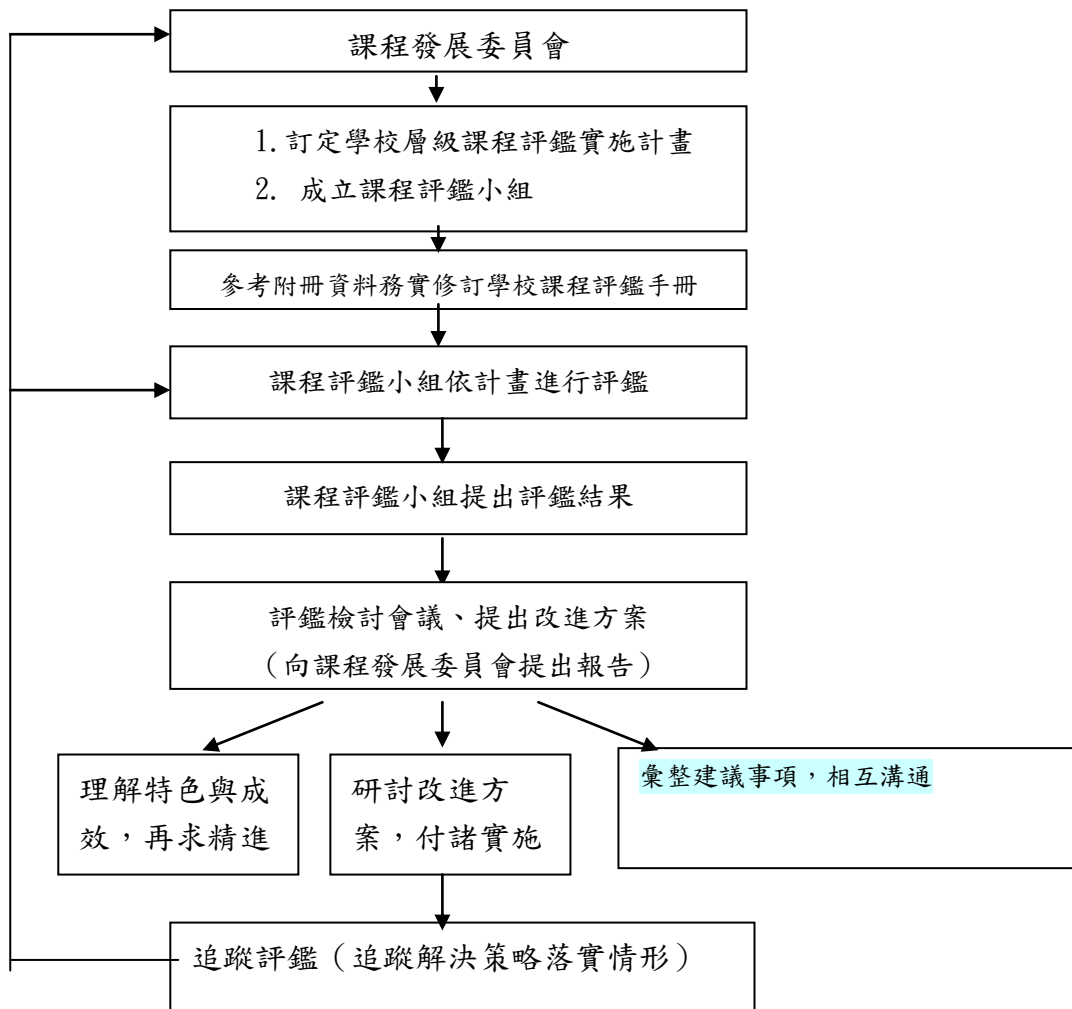 課程發展委員會
1.訂定學校層級課程評鑑實施計畫
2. 成立課程評鑑小組
參考附冊資料務實修訂學校課程評鑑手冊
課程評鑑小組依計畫進行評鑑
課程評鑑小組提出評鑑結果
評鑑檢討會議、提出改進方案
（向課程發展委員會提出報告）
理解特色與成
效，再求精進
研討改進方
案，付諸實施
彙整建議事項，相互溝通
追蹤評鑑（追蹤解決策略落實情形）